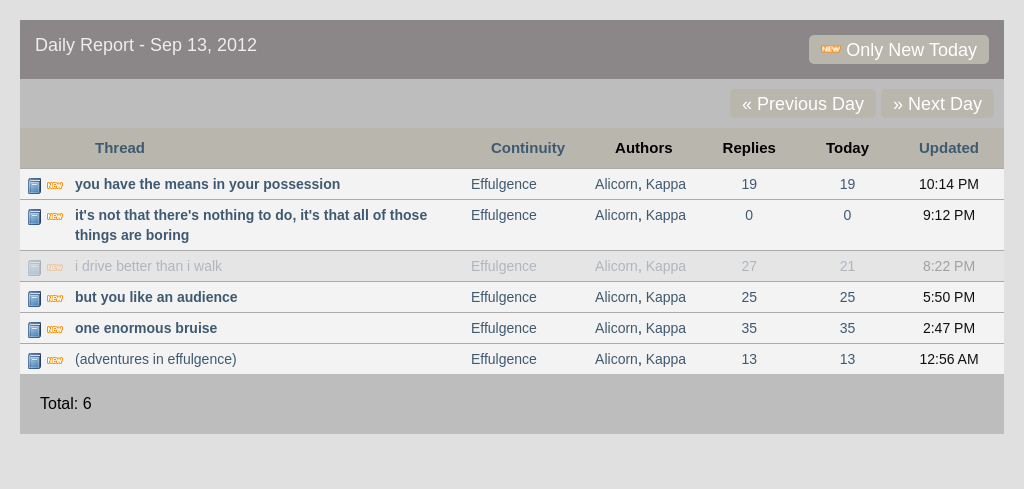 Daily Report - Sep 13, 2012
NEW Only New Today
« Previous Day » Next Day
Thread Continuity Authors Replies Today Updated
NEW you have the means in your possession Effulgence Alicorn, Kappa 19 19 10:14 PM
NEW it's not that there's nothing to do, it's that all of those Effulgence Alicorn, Kappa 0 0 9:12 PM
things are boring
NEW i drive better than i walk Effulgence Alicorn, Kappa 27 21 8:22 PM
NEW but you like an audience Effulgence Alicorn, Kappa 25 25 5:50 PM
NEW one enormous bruise Effulgence Alicorn, Kappa 35 35 2:47 PM
NEW (adventures in effulgence) Effulgence Alicorn, Kappa 13 13 12:56 AM
Total: 6